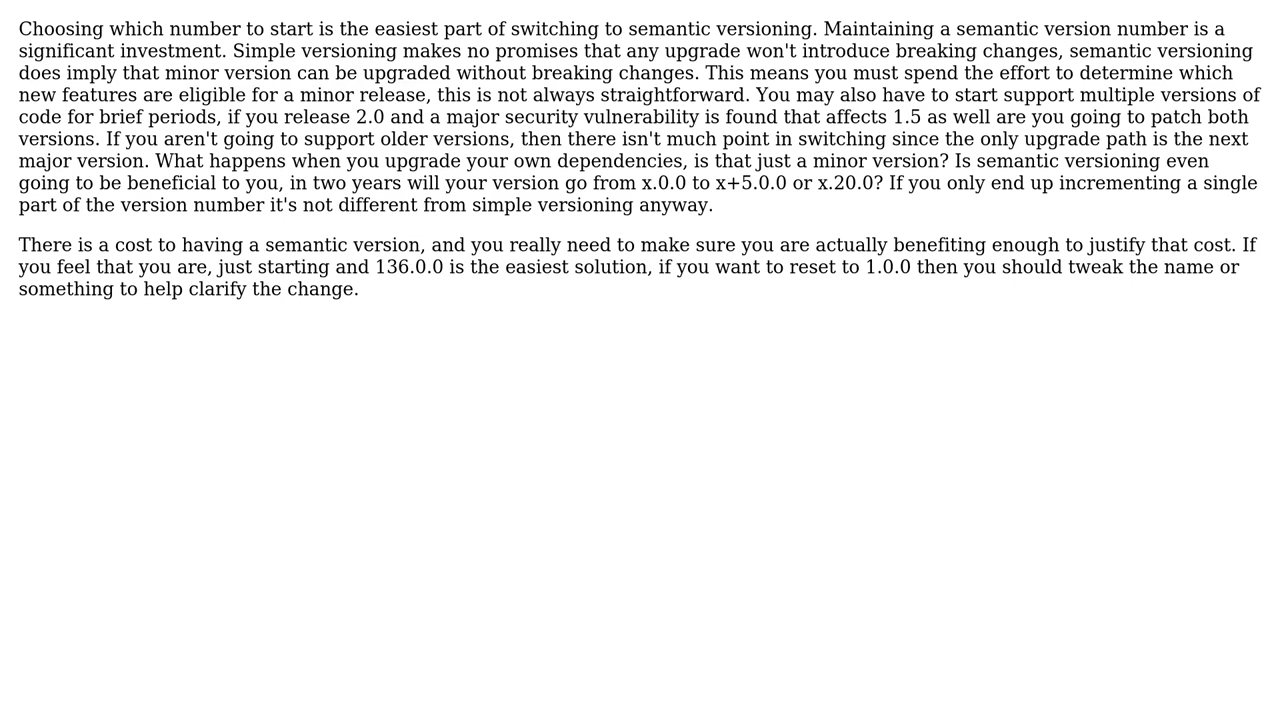 Choosing which number to start is the easiest part of switching to semantic versioning. Maintaining a semantic version number is a
significant investment. Simple versioning makes no promises that any upgrade won't introduce breaking changes, semantic versioning
does imply that minor version can be upgraded without breaking changes. This means you must spend the effort to determine which
new features are eligible for a minor release, this is not always straightforward. You may also have to start support multiple versions of
code for brief periods, if you release 2.0 and a major security vulnerability is found that affects 1.5 as well are you going to patch both
versions. If you aren't going to support older versions, then there isn't much point in switching since the only upgrade path is the next
major version. What happens when you upgrade your own dependencies, is that just a minor version? Is semantic versioning even
going to be beneficial to you, in two years will your version go from x.0.0 to x+5.0.0 or x.20.0? If you only end up incrementing a single
part of the version number it's not different from simple versioning anyway.
There is a cost to having a semantic version, and you really need to make sure you are actually benefiting enough to justify that cost. If
you feel that you are, just starting and 136.0.0 is the easiest solution, if you want to reset to 1.0.0 then you should tweak the name or
something to help clarify the change.